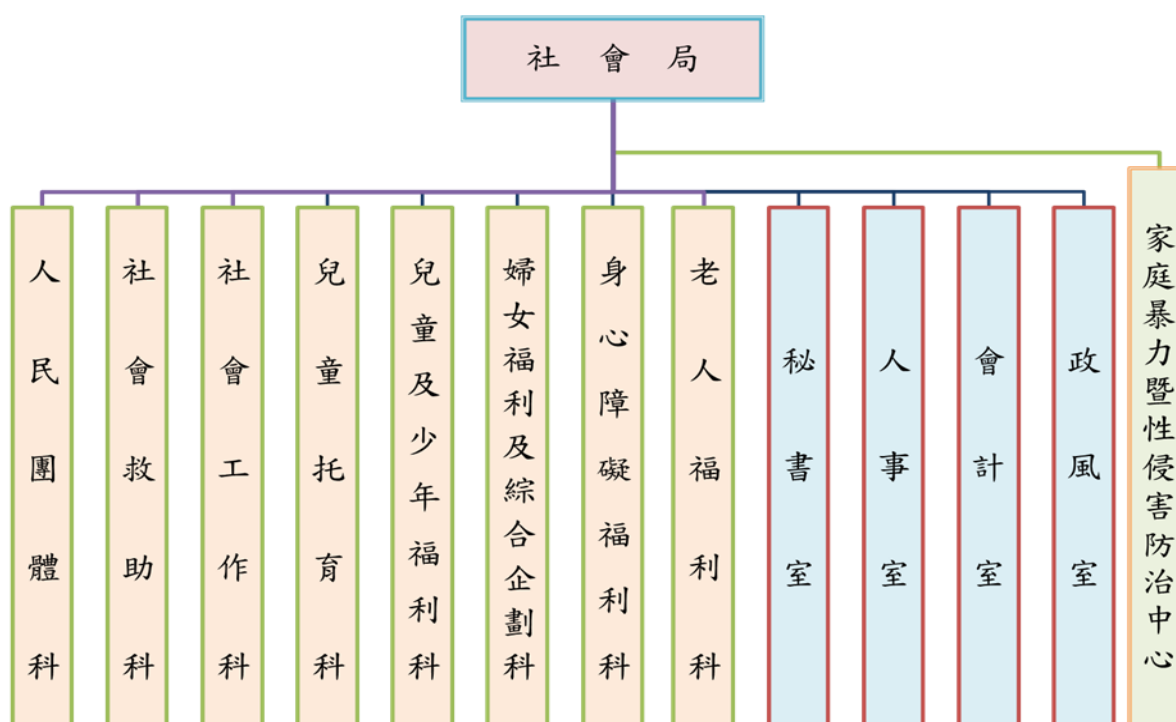 社會局
人民團體科
社會救助科
社會工作科
兒童托育科
兒童及少年福利科
婦女福利及綜合企劃科
身心障礙福利科
老人福利科
秘書室
人事室
會計室
政風室
家庭暴力暨性侵害防治中心